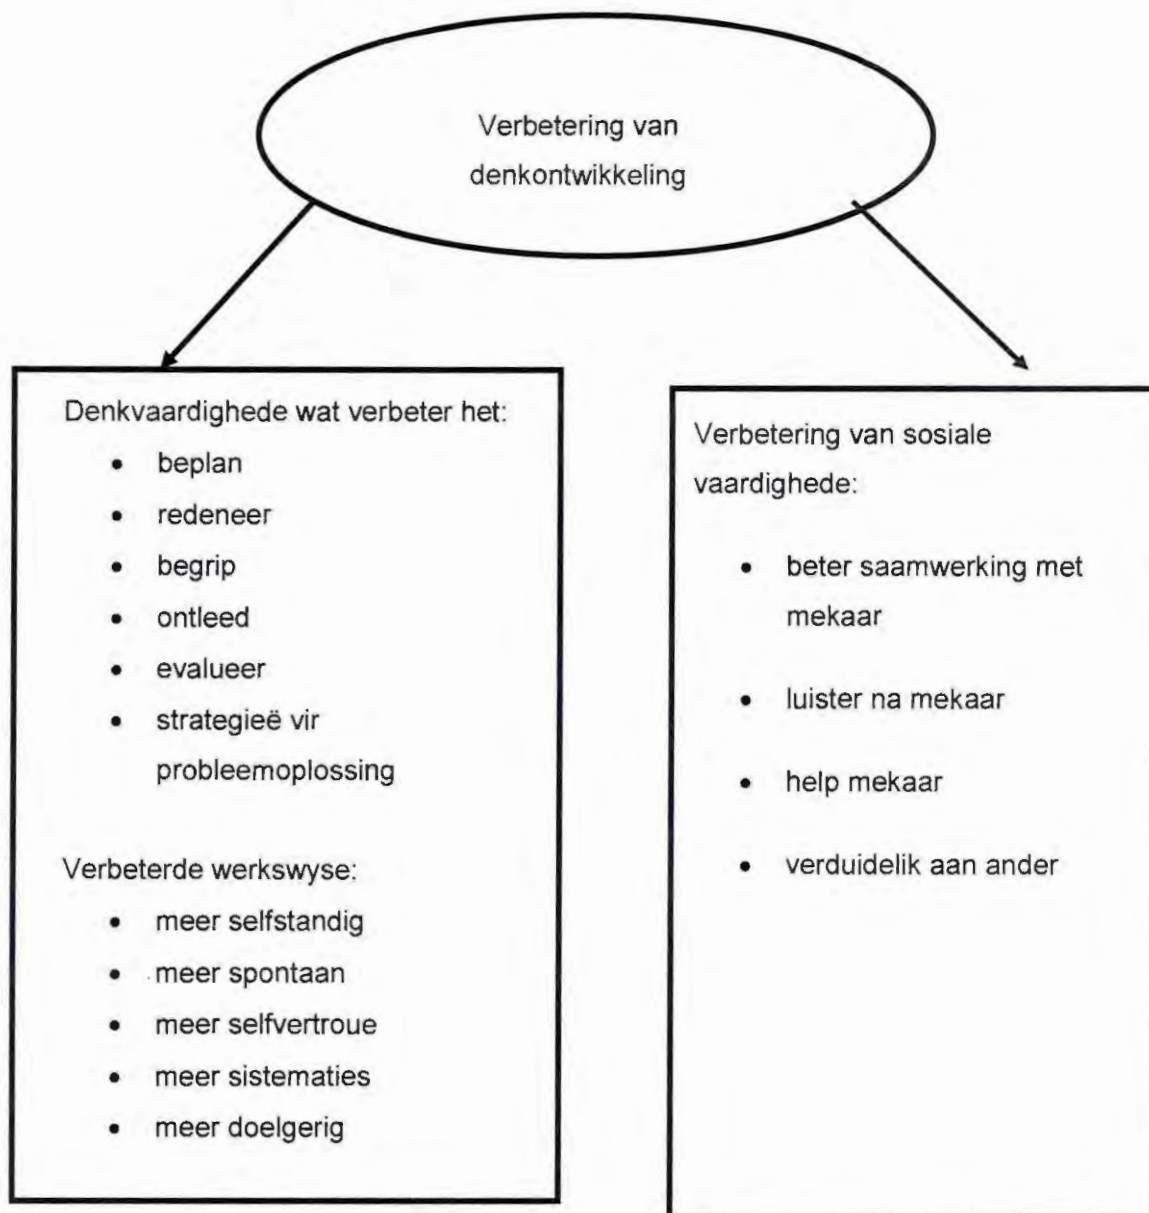 Verbetering van
denkontwikkeling
Denkvaardighede wat verbeter het:
• beplan
• redeneer
• begrip
• ontleed
• evalueer
• strategieë vir
probleemoplossing
Verbeterde werkswyse:
• meer selfstandig
• meer spontaan
• meer selfvertroue
• meer sistematies
• meer doelgerig
Verbetering van sosiale
vaardighede:
• beter saamwerking met
mekaar
• luister na mekaar
• help mekaar
• verduidelik aan ander